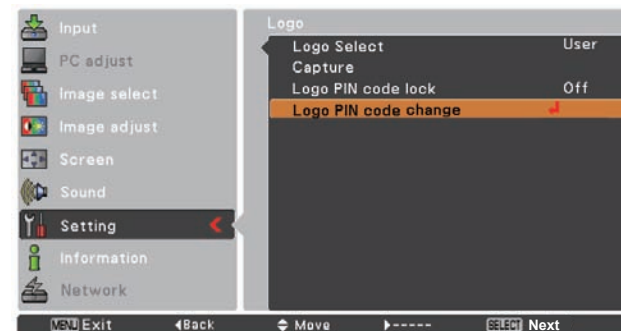 Input
PC adjust
Image select
Image adjust
Screen
Sound
Setting
Information
Network
Logo
Logo Select User
Capture
Logo PIN code lock Off
Logo PIN code change
MENU Exit ◀Back Move ▶----- SELECT Next